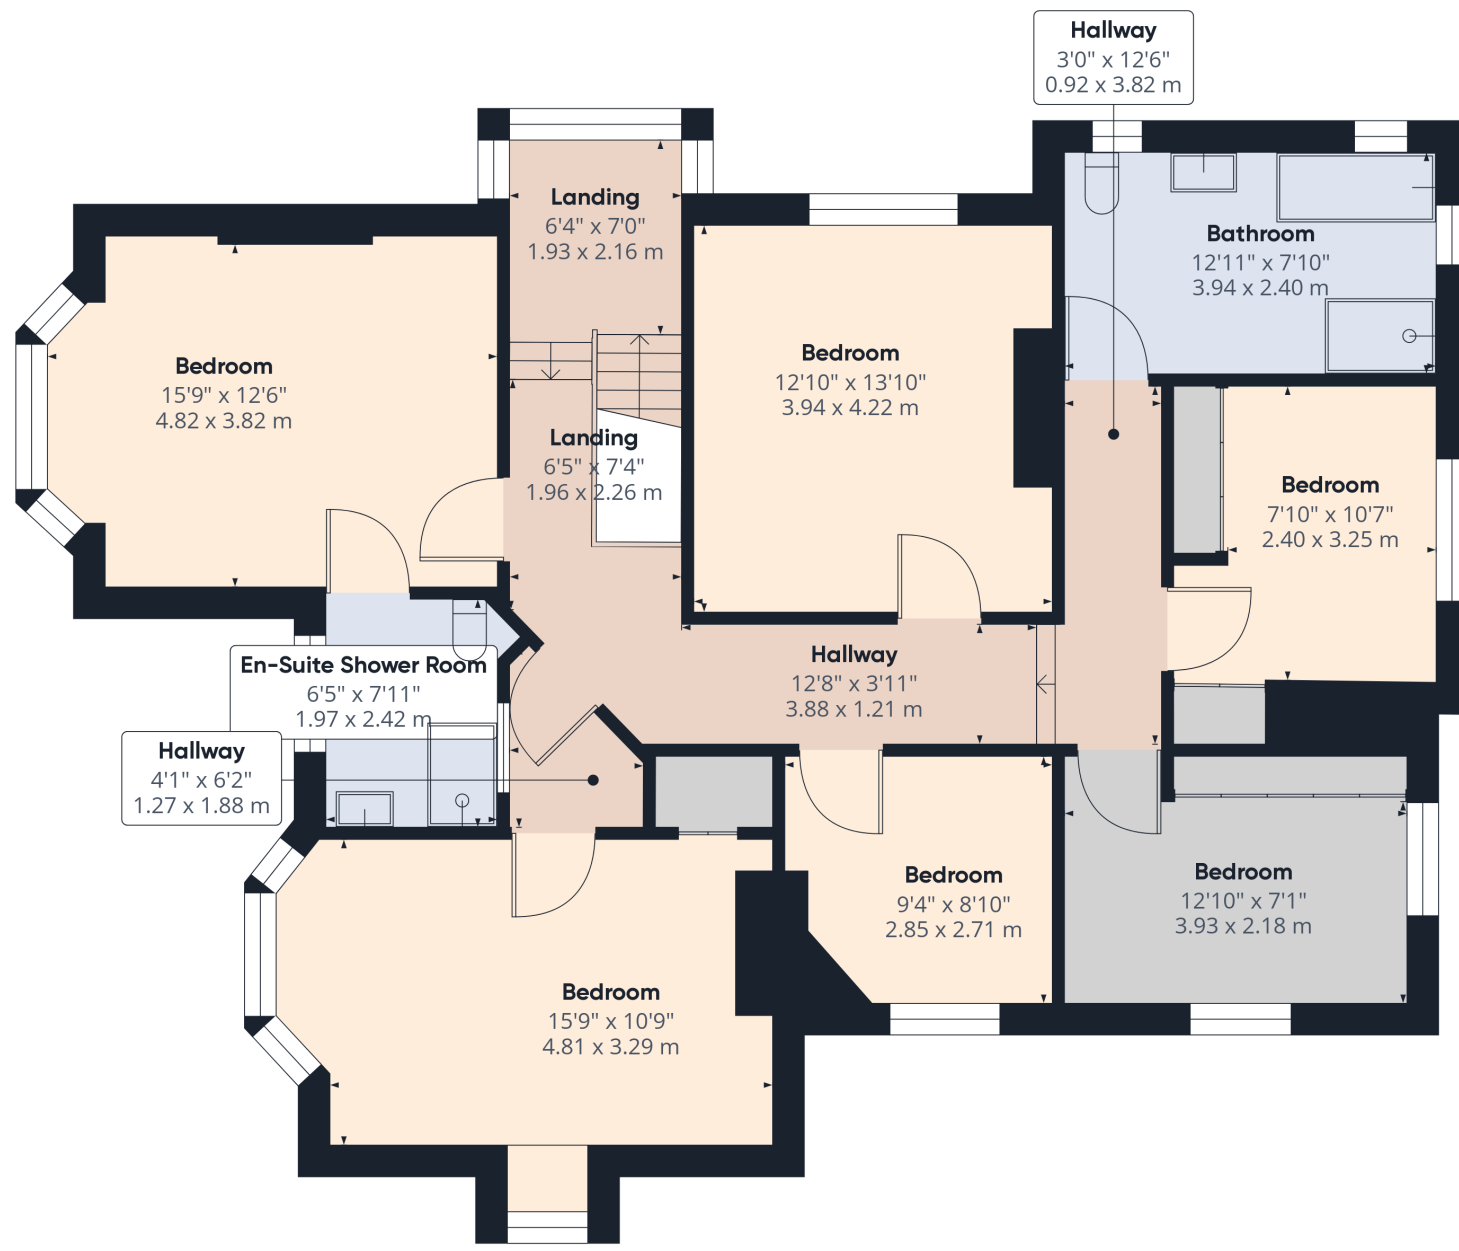 Hallway
3'0" x 12'6"
0.92 x 3.82 m
Landing
6'4" x 7'0"
1.93 x 2.16 m
Bathroom
12'11" x 7'10"
3.94 x 2.40 m
Bedroom
15'9" x 12'6"
4.82 x 3.82 m
Bedroom
12'10" x 13'10"
3.94 x 4.22 m
Landing
6'5" x 7'4"
1.96 x 2.26 m
Bedroom
7'10" x 10'7"
2.40 x 3.25 m
Hallway
12'8" x 3'11"
3.88 x 1.21 m
En-Suite Shower Room
6'5" x 7'11"
1.97 x 2.42 m
Hallway
4'1" x 6'2"
1.27 x 1.88 m
Bedroom
9'4" x 8'10"
2.85 x 2.71 m
Bedroom
12'10" x 7'1"
3.93 x 2.18 m
Bedroom
15'9" x 10'9"
4.81 x 3.29 m